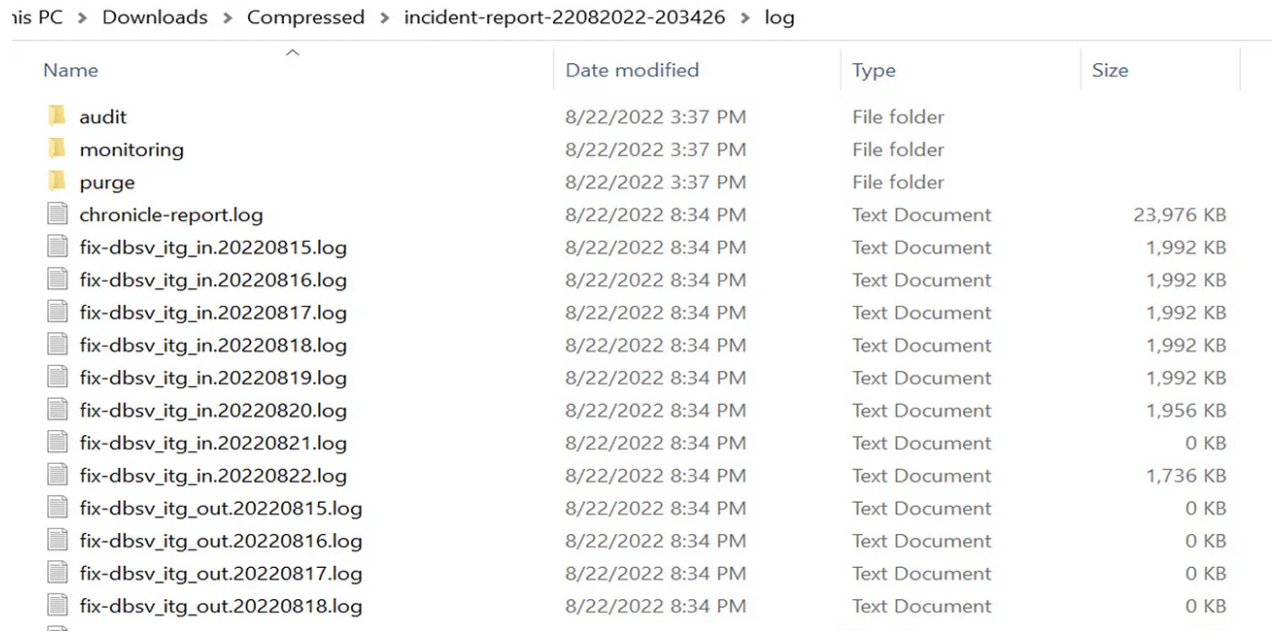 his PC > Downloads > Compressed > incident-report-22082022-203426 > log
Name Date modified Type Size
audit 8/22/2022 3:37 PM File folder
monitoring 8/22/2022 3:37 PM File folder
purge 8/22/2022 3:37 PM File folder
chronicle-report.log 8/22/2022 8:34 PM Text Document 23,976 KB
fix-dbsv_itg_in.20220815.log 8/22/2022 8:34 PM Text Document 1,992 KB
fix-dbsv_itg_in.20220816.log 8/22/2022 8:34 PM Text Document 1,992 KB
fix-dbsv_itg_in.20220817.log 8/22/2022 8:34 PM Text Document 1,992 KB
fix-dbsv_itg_in.20220818.log 8/22/2022 8:34 PM Text Document 1,992 KB
fix-dbsv_itg_in.20220819.log 8/22/2022 8:34 PM Text Document 1,992 KB
fix-dbsv_itg_in.20220820.log 8/22/2022 8:34 PM Text Document 1,956 KB
fix-dbsv_itg_in.20220821.log 8/22/2022 8:34 PM Text Document 0 KB
fix-dbsv_itg_in.20220822.log 8/22/2022 8:34 PM Text Document 1,736 KB
fix-dbsv_itg_out.20220815.log 8/22/2022 8:34 PM Text Document 0 KB
fix-dbsv_itg_out.20220816.log 8/22/2022 8:34 PM Text Document 0 KB
fix-dbsv_itg_out.20220817.log 8/22/2022 8:34 PM Text Document 0 KB
fix-dbsv_itg_out.20220818.log 8/22/2022 8:34 PM Text Document 0 KB